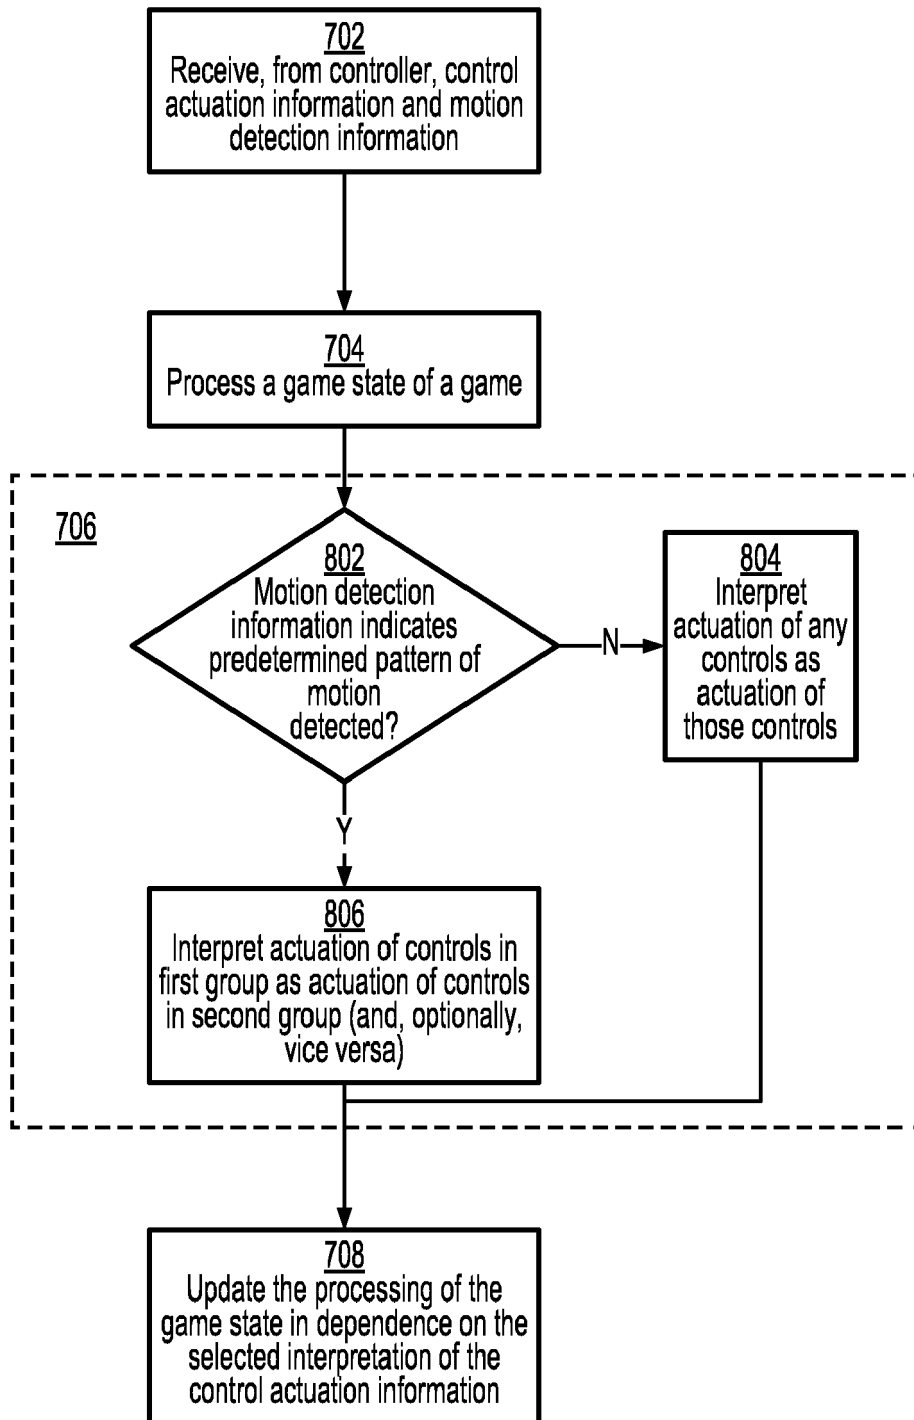 702
Receive, from controller, control
actuation information and motion
detection information
704
Process a game state of a game
706
802
Motion detection
information indicates
predetermined pattern of
motion
detected?
N
804
Interpret
actuation of any
controls as
actuation of
those controls
Y
806
Interpret actuation of controls in
first group as actuation of controls
in second group (and, optionally,
vice versa)
708
Update the processing of the
game state in dependence on the
selected interpretation of the
control actuation information